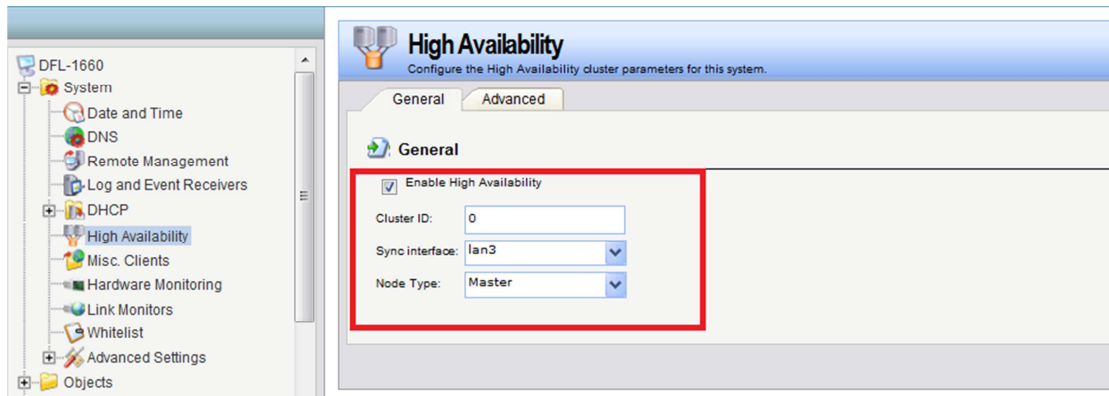 DFL-1660
System
Date and Time
DNS
Remote Management
Log and Event Receivers
DHCP
High Availability
Misc. Clients
Hardware Monitoring
Link Monitors
Whitelist
Advanced Settings
Objects
High Availability
Configure the High Availability cluster parameters for this system.
General Advanced
General
Enable High Availability
Cluster ID: 0
Sync interface: lan3
Node Type: Master